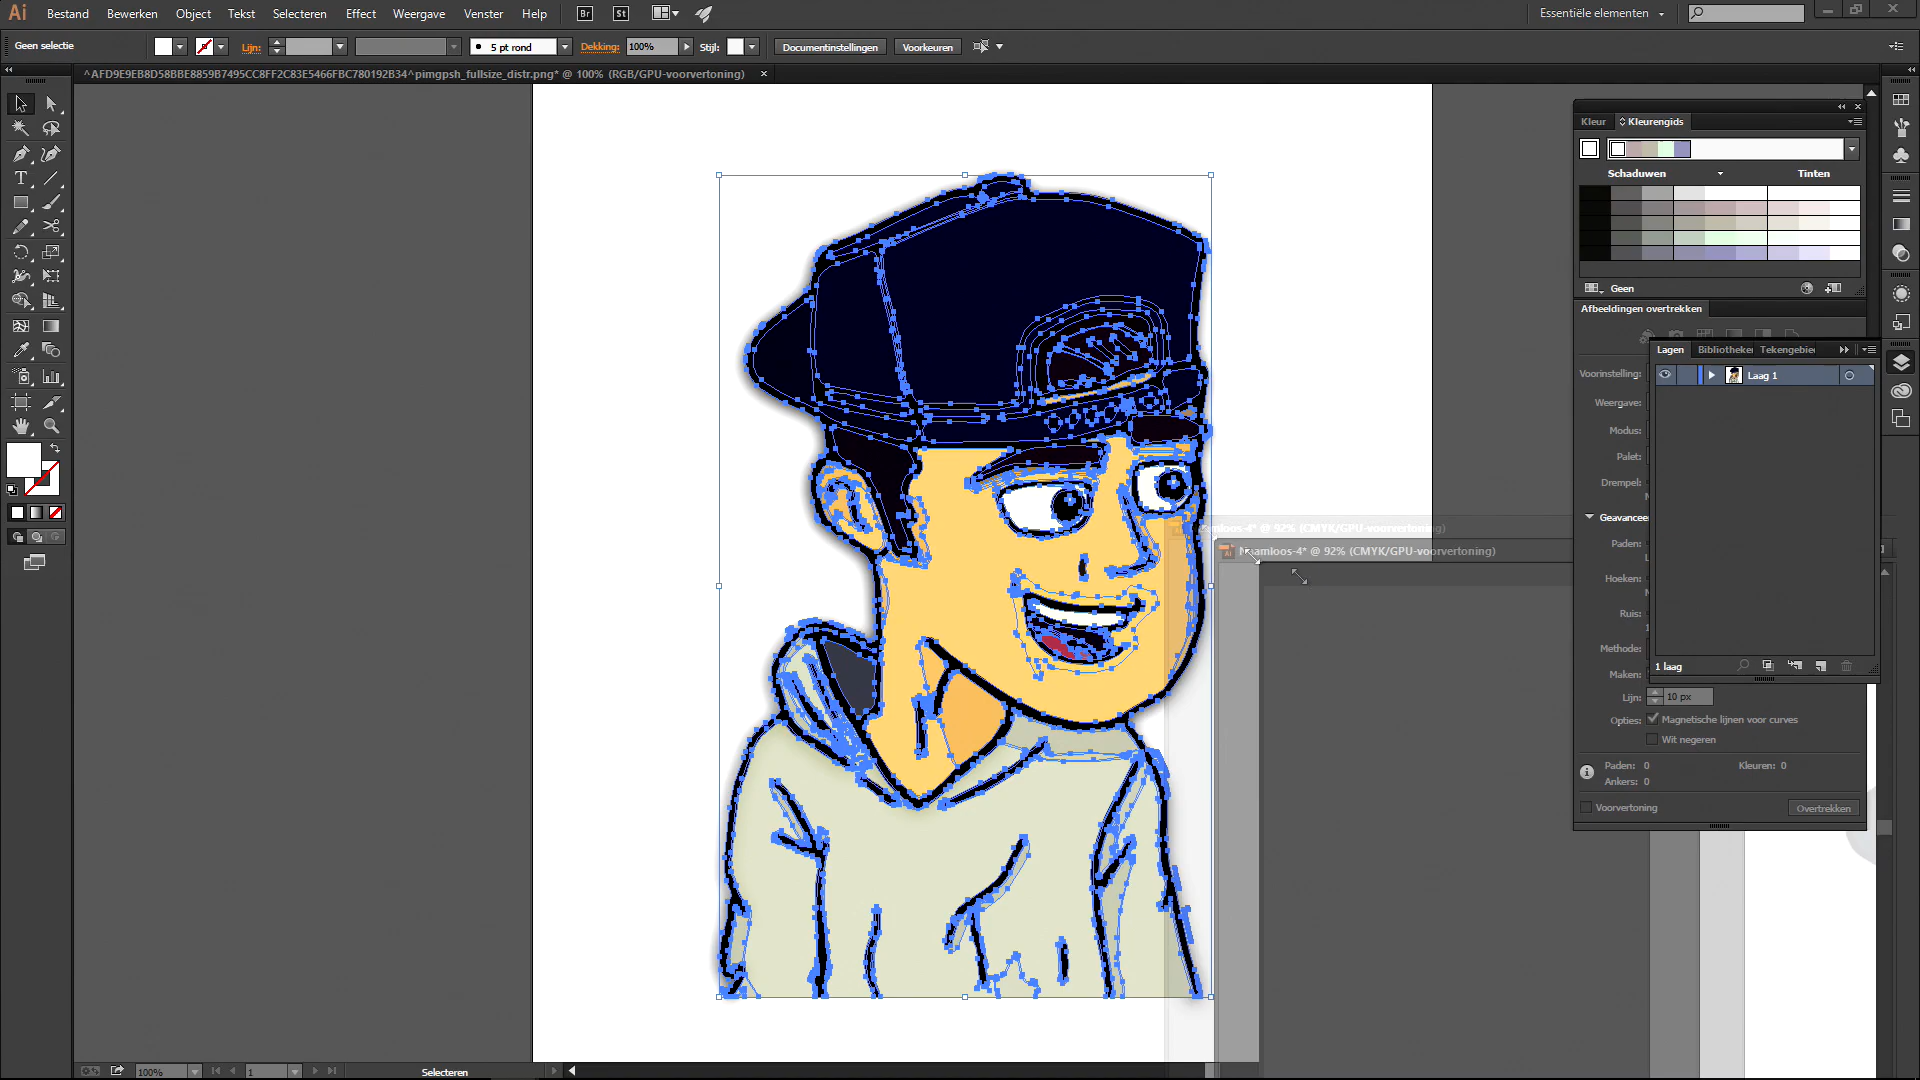 Ai Bestand Bewerken Object Tekst Selecteren Effect Weergave Venster Help Br St Essentiële elementen
Geen selectie Lijn: 5 pt rond Dekking: 100% Stijl: Documentinstellingen Voorkeuren
^AFD9E9EB8D58BBE8859B7495CC8FF2C83E5466FBC780192B34^pimgpsh_fullsize_distr.png* @ 100% (RGB/GPU-voorvertoning)
Kleur Kleurengids
Schaduwen Tinten
Geen
Afbeeldingen overtrekken
Lagen Bibliotheken Tekengebied
Voorinstelling:
Laag 1
Weergave:
Modus:
Palet:
Drempel:
Geavanceerd
@ 92% (CMYK/GPU-voorvertoning)
Naamloos-4* @ 92% (CMYK/GPU-voorvertoning)
Paden:
Hoeken:
Ruis:
Methode:
1 laag
Maken:
Lijn: 10 px
Opties: Magnetische lijnen voor curves
Wit negeren
Paden: 0 Kleuren: 0
Ankers: 0
Voorvertoning Overtrekken
100% 1 Selecteren